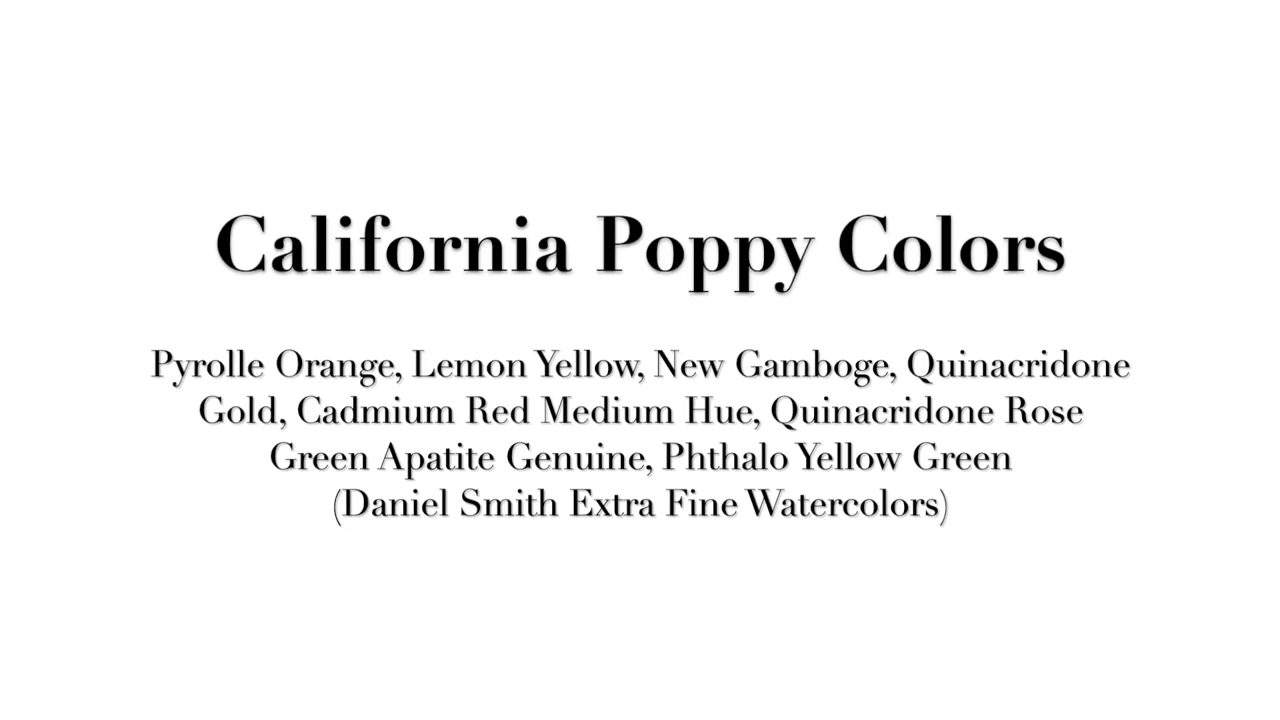 California Poppy Colors
Pyrolle Orange, Lemon Yellow, New Gamboge, Quinacridone
Gold, Cadmium Red Medium Hue, Quinacridone Rose
Green Apatite Genuine, Phthalo Yellow Green
(Daniel Smith Extra Fine Watercolors)